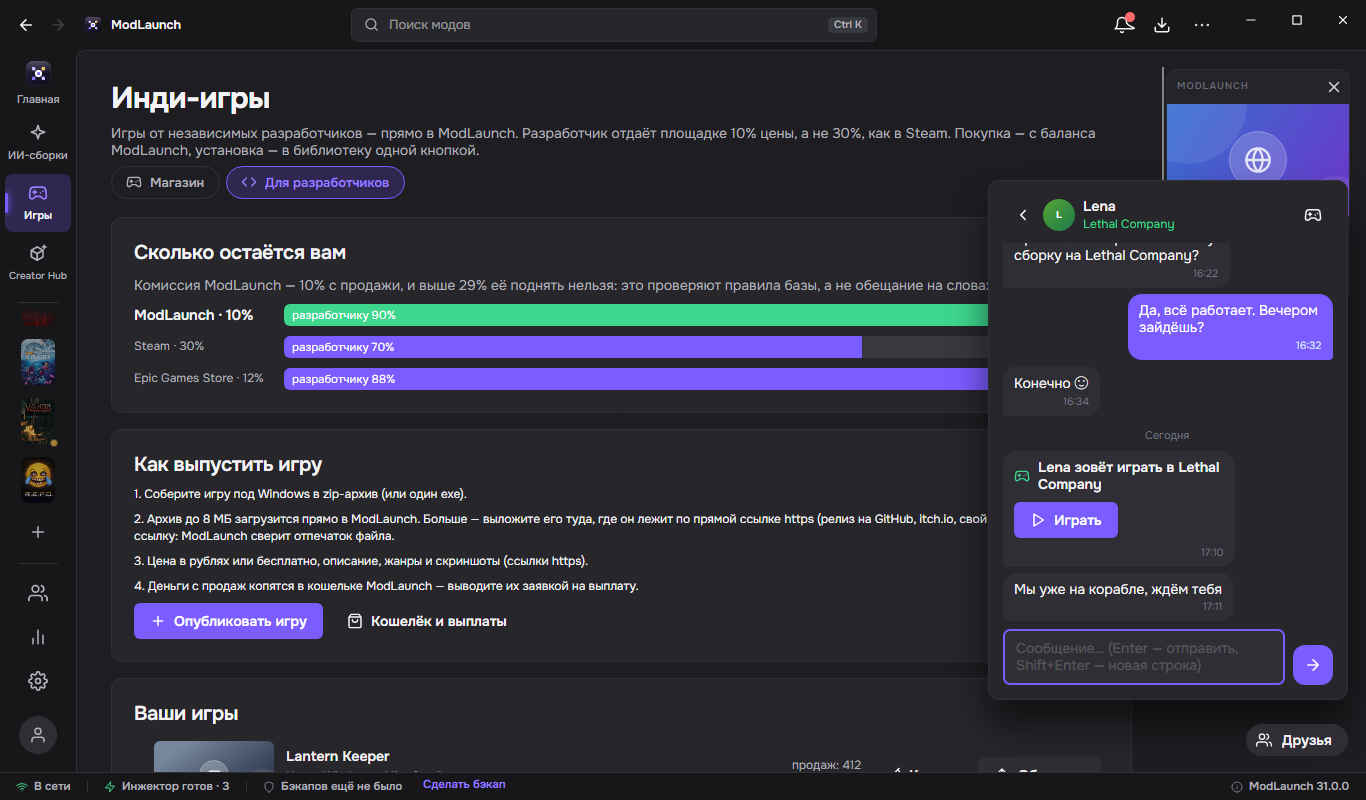 ModLaunch
Поиск модов
Ctrl K
Главная
ИИ-сборки
Игры
Creator Hub
Инди-игры
Игры от независимых разработчиков — прямо в ModLaunch. Разработчик отдаёт площадке 10% цены, а не 30%, как в Steam. Покупка — с баланса
ModLaunch, установка — в библиотеку одной кнопкой.
Магазин
Для разработчиков
Сколько остаётся вам
Комиссия ModLaunch — 10% с продажи, и выше 29% её поднять нельзя: это проверяют правила базы, а не обещание на словах
ModLaunch · 10%
разработчику 90%
Steam · 30%
разработчику 70%
Epic Games Store · 12%
разработчику 88%
Как выпустить игру
1. Соберите игру под Windows в zip-архив (или один exe).
2. Архив до 8 МБ загрузится прямо в ModLaunch. Больше — выложите его туда, где он лежит по прямой ссылке https (релиз на GitHub, itch.io, свой
ссылку: ModLaunch сверит отпечаток файла.
3. Цена в рублях или бесплатно, описание, жанры и скриншоты (ссылки https).
4. Деньги с продаж копятся в кошельке ModLaunch — выводите их заявкой на выплату.
Опубликовать игру
Кошелёк и выплаты
Ваши игры
Lantern Keeper
продаж: 412
MODLAUNCH
Lena
L
Lethal Company
сборку на Lethal Company?
16:22
Да, всё работает. Вечером
зайдёшь?
16:32
Конечно
16:34
Сегодня
Lena зовёт играть в Lethal
Company
Играть
17:10
Мы уже на корабле, ждём тебя
17:11
Сообщение... (Enter — отправить,
Shift+Enter — новая строка)
Друзья
В сети
Инжектор готов · 3
Бэкапов ещё не было
Сделать бэкап
ModLaunch 31.0.0